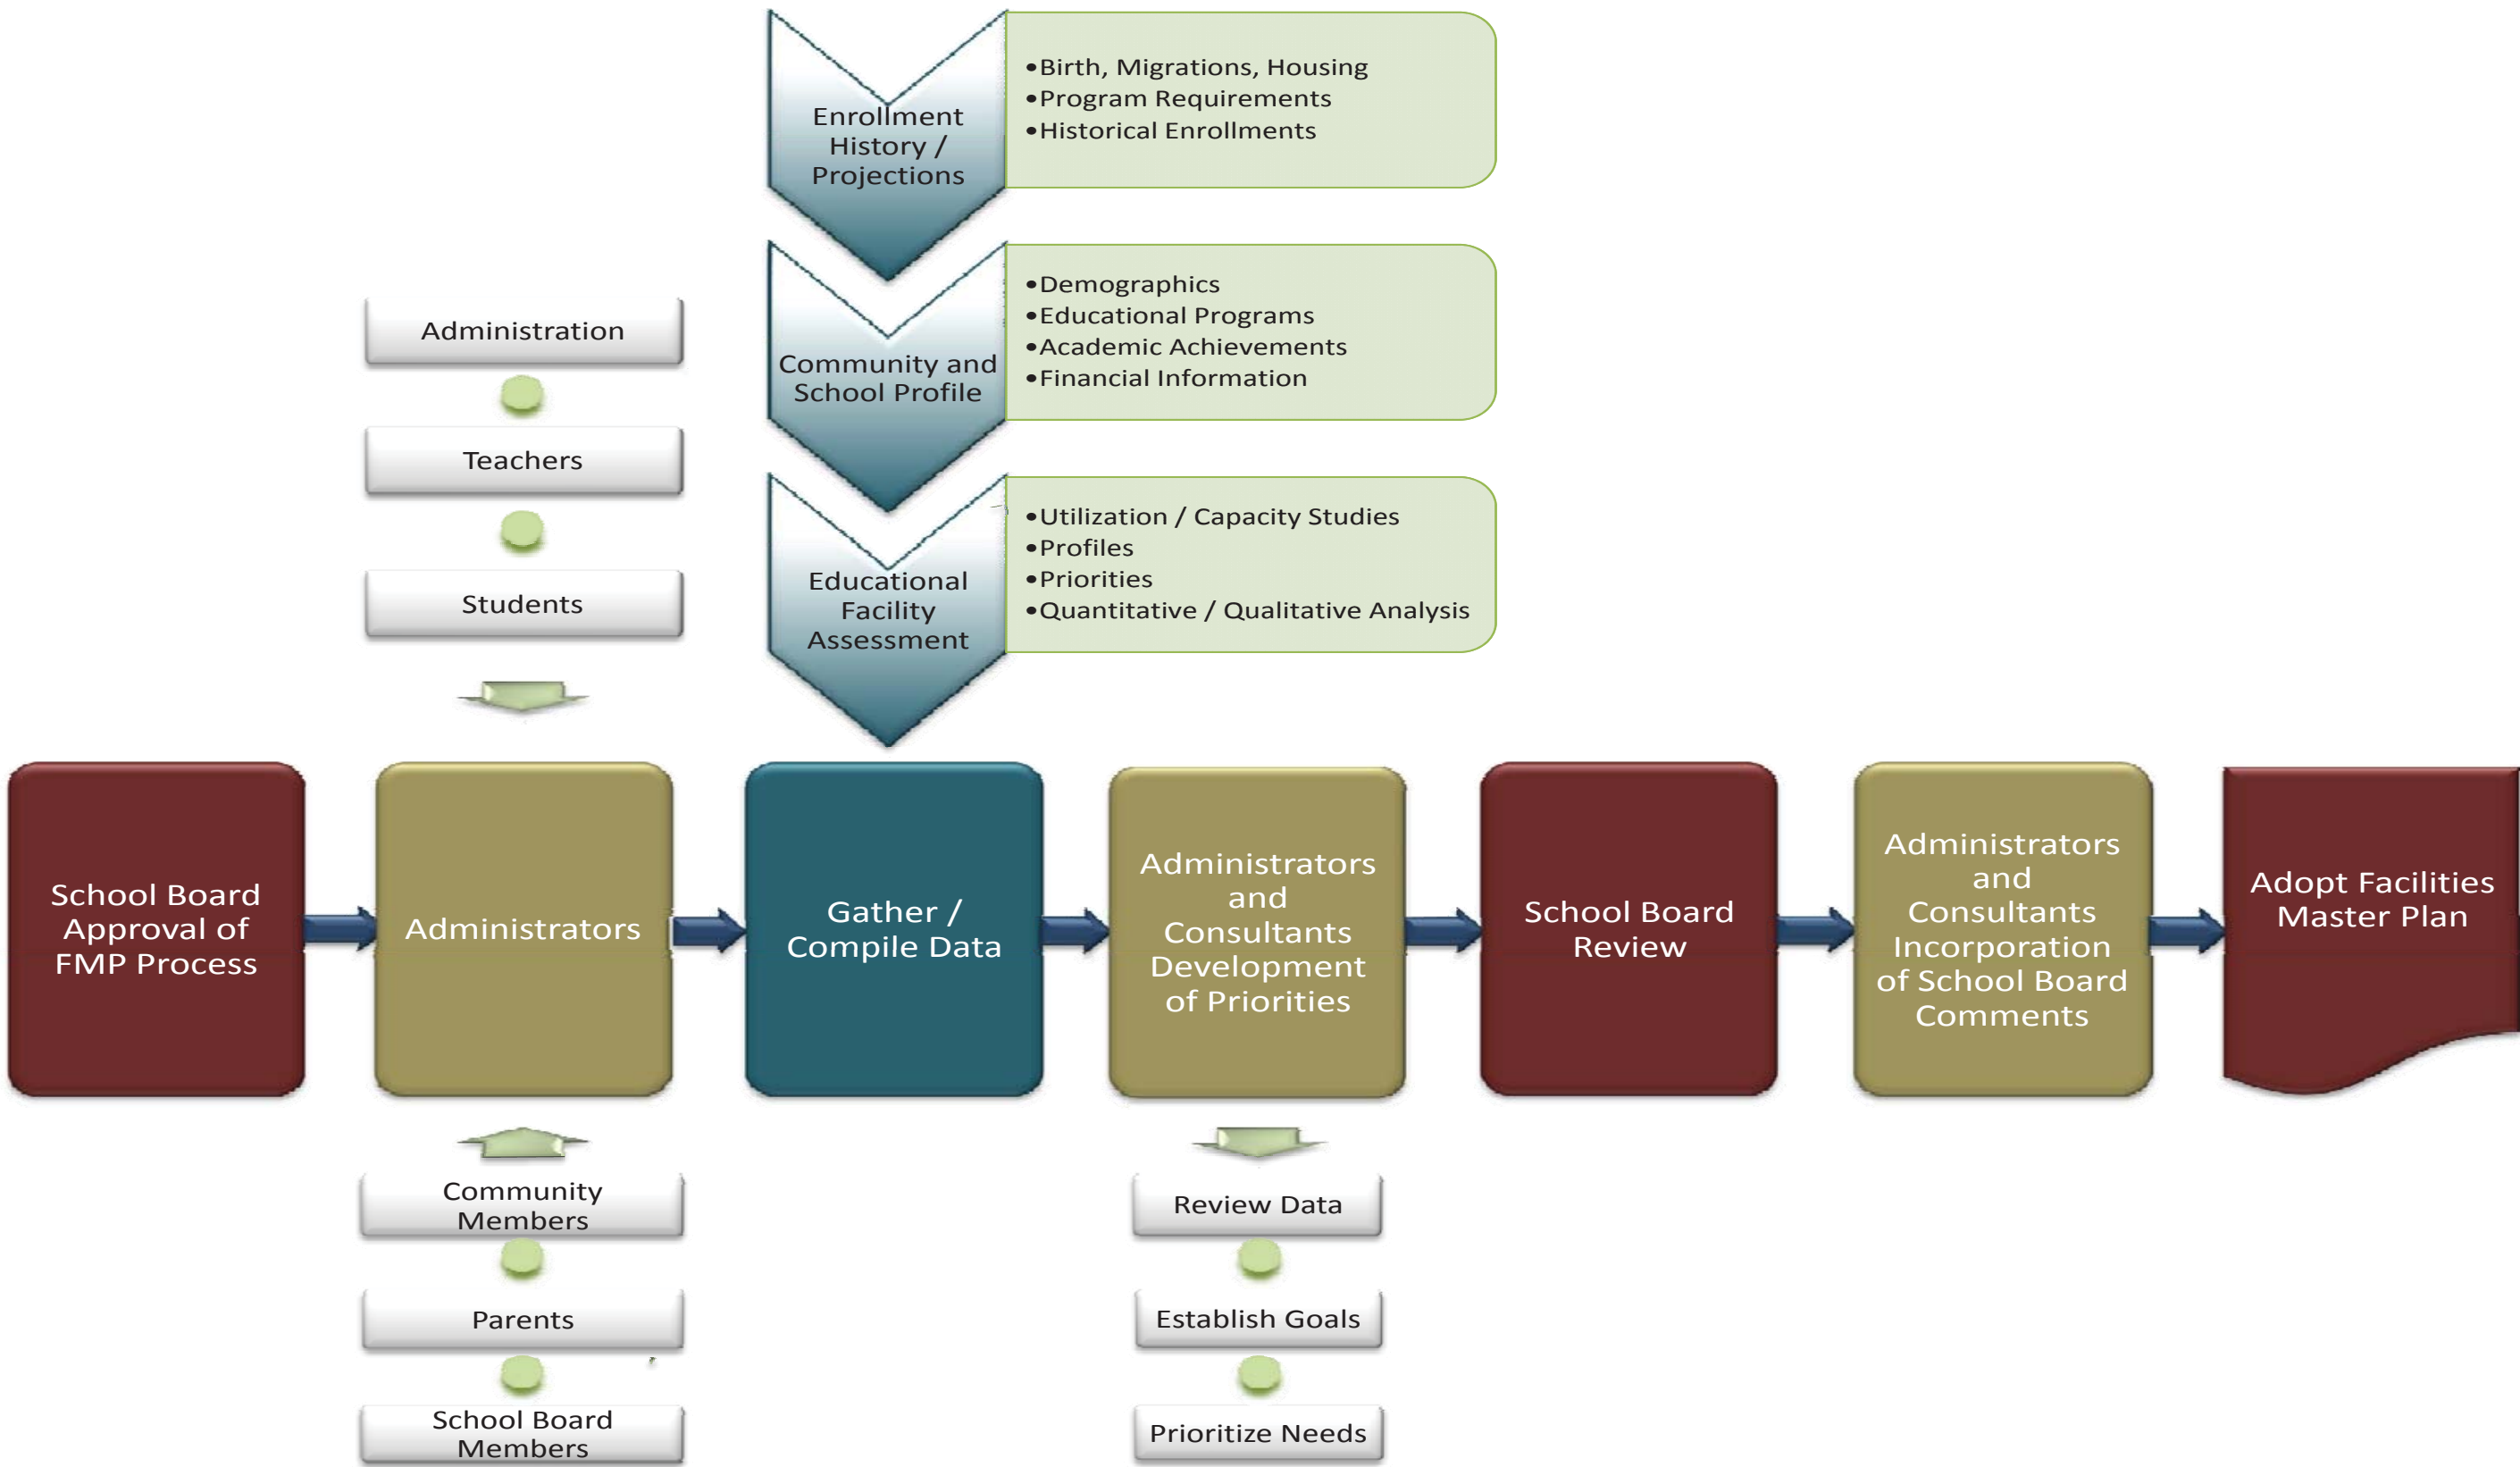 •Birth, Migrations, Housing
•Program Requirements
•Historical Enrollments
Enrollment
History /
Projections
•Demographics
•Educational Programs
•Academic Achievements
•Financial Information
Community and
School Profile
•Utilization / Capacity Studies
•Profiles
•Priorities
•Quantitative / Qualitative Analysis
Educational
Facility
Assessment
Administration
Teachers
Students
School Board
Approval of
FMP Process
Administrators
Gather /
Compile Data
Administrators
and
Consultants
Development
of Priorities
School Board
Review
Administrators
and
Consultants
Incorporation
of School Board
Comments
Adopt Facilities
Master Plan
Community
Members
Parents
School Board
Members
Review Data
Establish Goals
Prioritize Needs